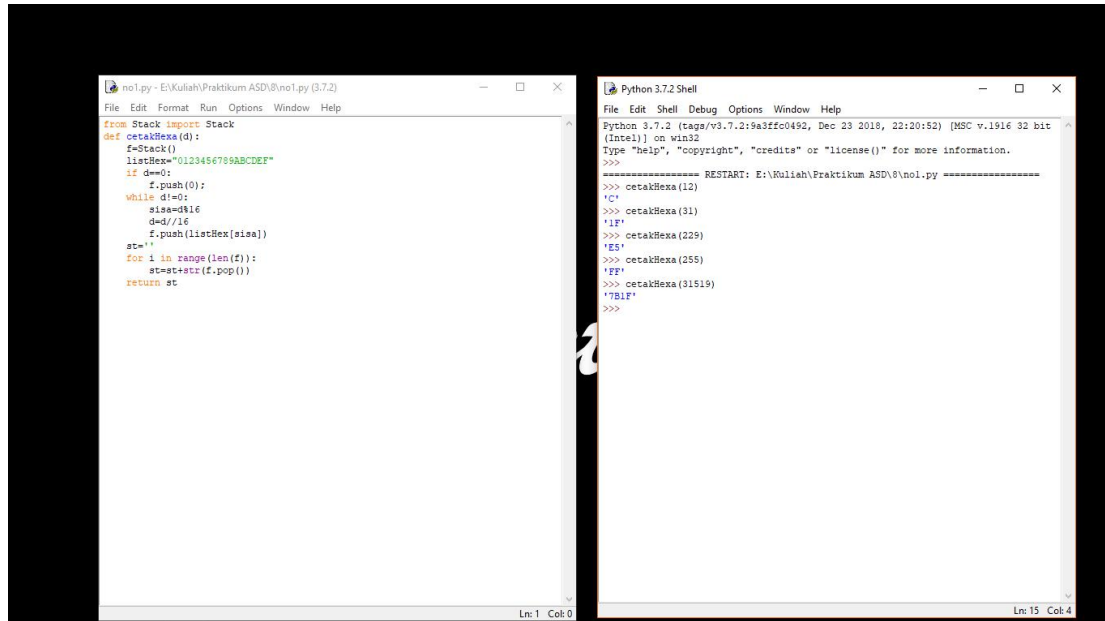 no1.py - E:\Kuliah\Praktikum ASD\8\no1.py (3.7.2)
File Edit Format Run Options Window Help
from Stack import Stack
def cetakHexa(d):
    f=Stack()
    listHex="0123456789ABCDEF"
    if d==0:
        f.push(0);
    while d!=0:
        sisa=d%16
        d=d//16
        f.push(listHex[sisa])
    st=''
    for i in range(len(f)):
        st=st+str(f.pop())
    return st
Ln: 1 Col: 0
Python 3.7.2 Shell
File Edit Shell Debug Options Window Help
Python 3.7.2 (tags/v3.7.2:9a3ffc0492, Dec 23 2018, 22:20:52) [MSC v.1916 32 bit
(Intel)] on win32
Type "help", "copyright", "credits" or "license()" for more information.
>>>
================= RESTART: E:\Kuliah\Praktikum ASD\8\no1.py =================
>>> cetakHexa(12)
'C'
>>> cetakHexa(31)
'1F'
>>> cetakHexa(229)
'E5'
>>> cetakHexa(255)
'FF'
>>> cetakHexa(31519)
'7B1F'
>>>
Ln: 15 Col: 4